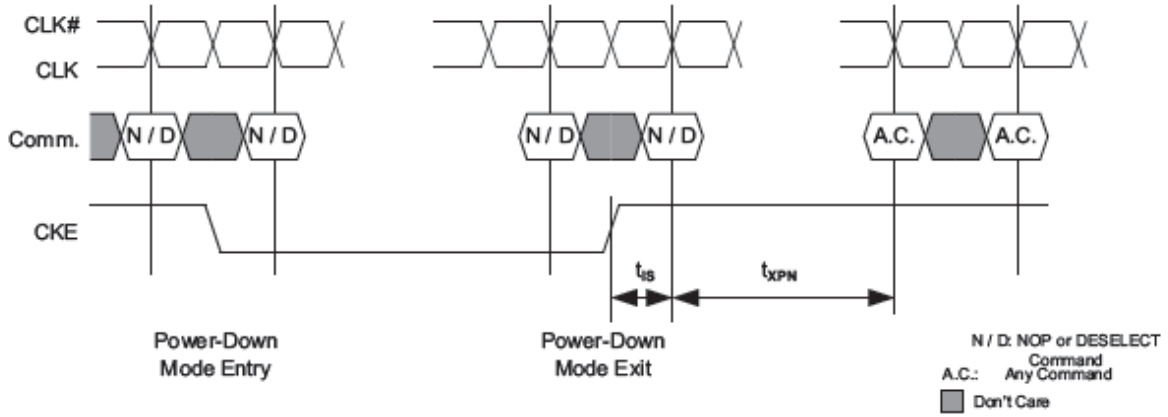 CLK#
CLK
Comm.
N / D
N / D
N / D
N / D
A.C.
A.C.
CKE
tIS
tXPN
Power-Down
Mode Entry
Power-Down
Mode Exit
N / D: NOP or DESELECT
Command
A.C.: Any Command
Don't Care